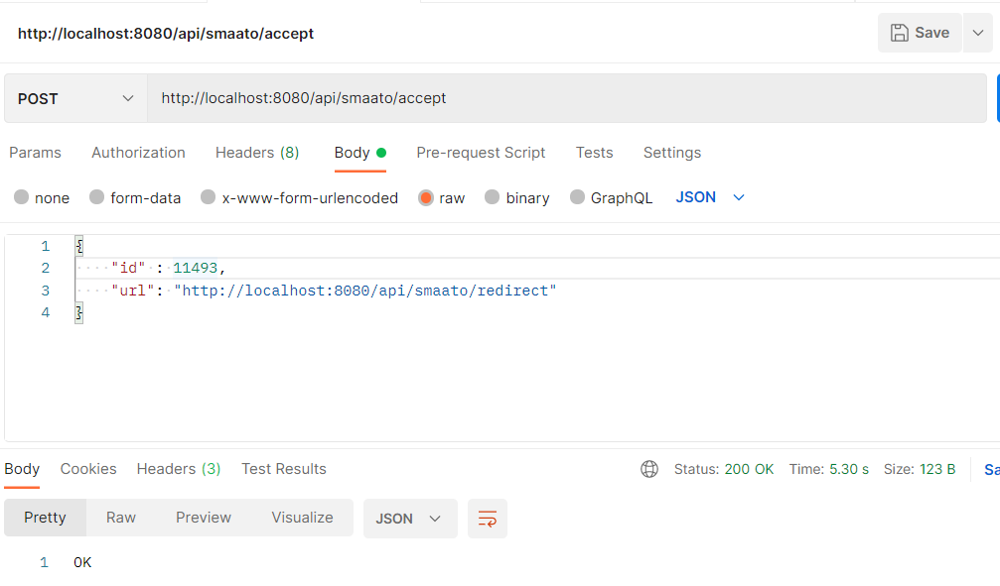 http://localhost:8080/api/smaato/accept
Save
POST
http://localhost:8080/api/smaato/accept
Params Authorization Headers (8) Body Pre-request Script Tests Settings
none form-data x-www-form-urlencoded raw binary GraphQL JSON
1 {
2 ····"id"·:·11493,
3 ····"url":·"http://localhost:8080/api/smaato/redirect"
4 }
Body Cookies Headers (3) Test Results Status: 200 OK Time: 5.30 s Size: 123 B Sa
Pretty Raw Preview Visualize JSON
1 OK